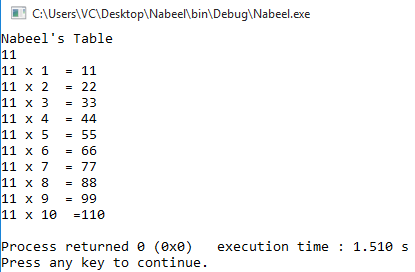 C:\Users\VC\Desktop\Nabeel\bin\Debug\Nabeel.exe
Nabeel's Table
11
11 x 1  = 11
11 x 2  = 22
11 x 3  = 33
11 x 4  = 44
11 x 5  = 55
11 x 6  = 66
11 x 7  = 77
11 x 8  = 88
11 x 9  = 99
11 x 10  =110
Process returned 0 (0x0)   execution time : 1.510 s
Press any key to continue.